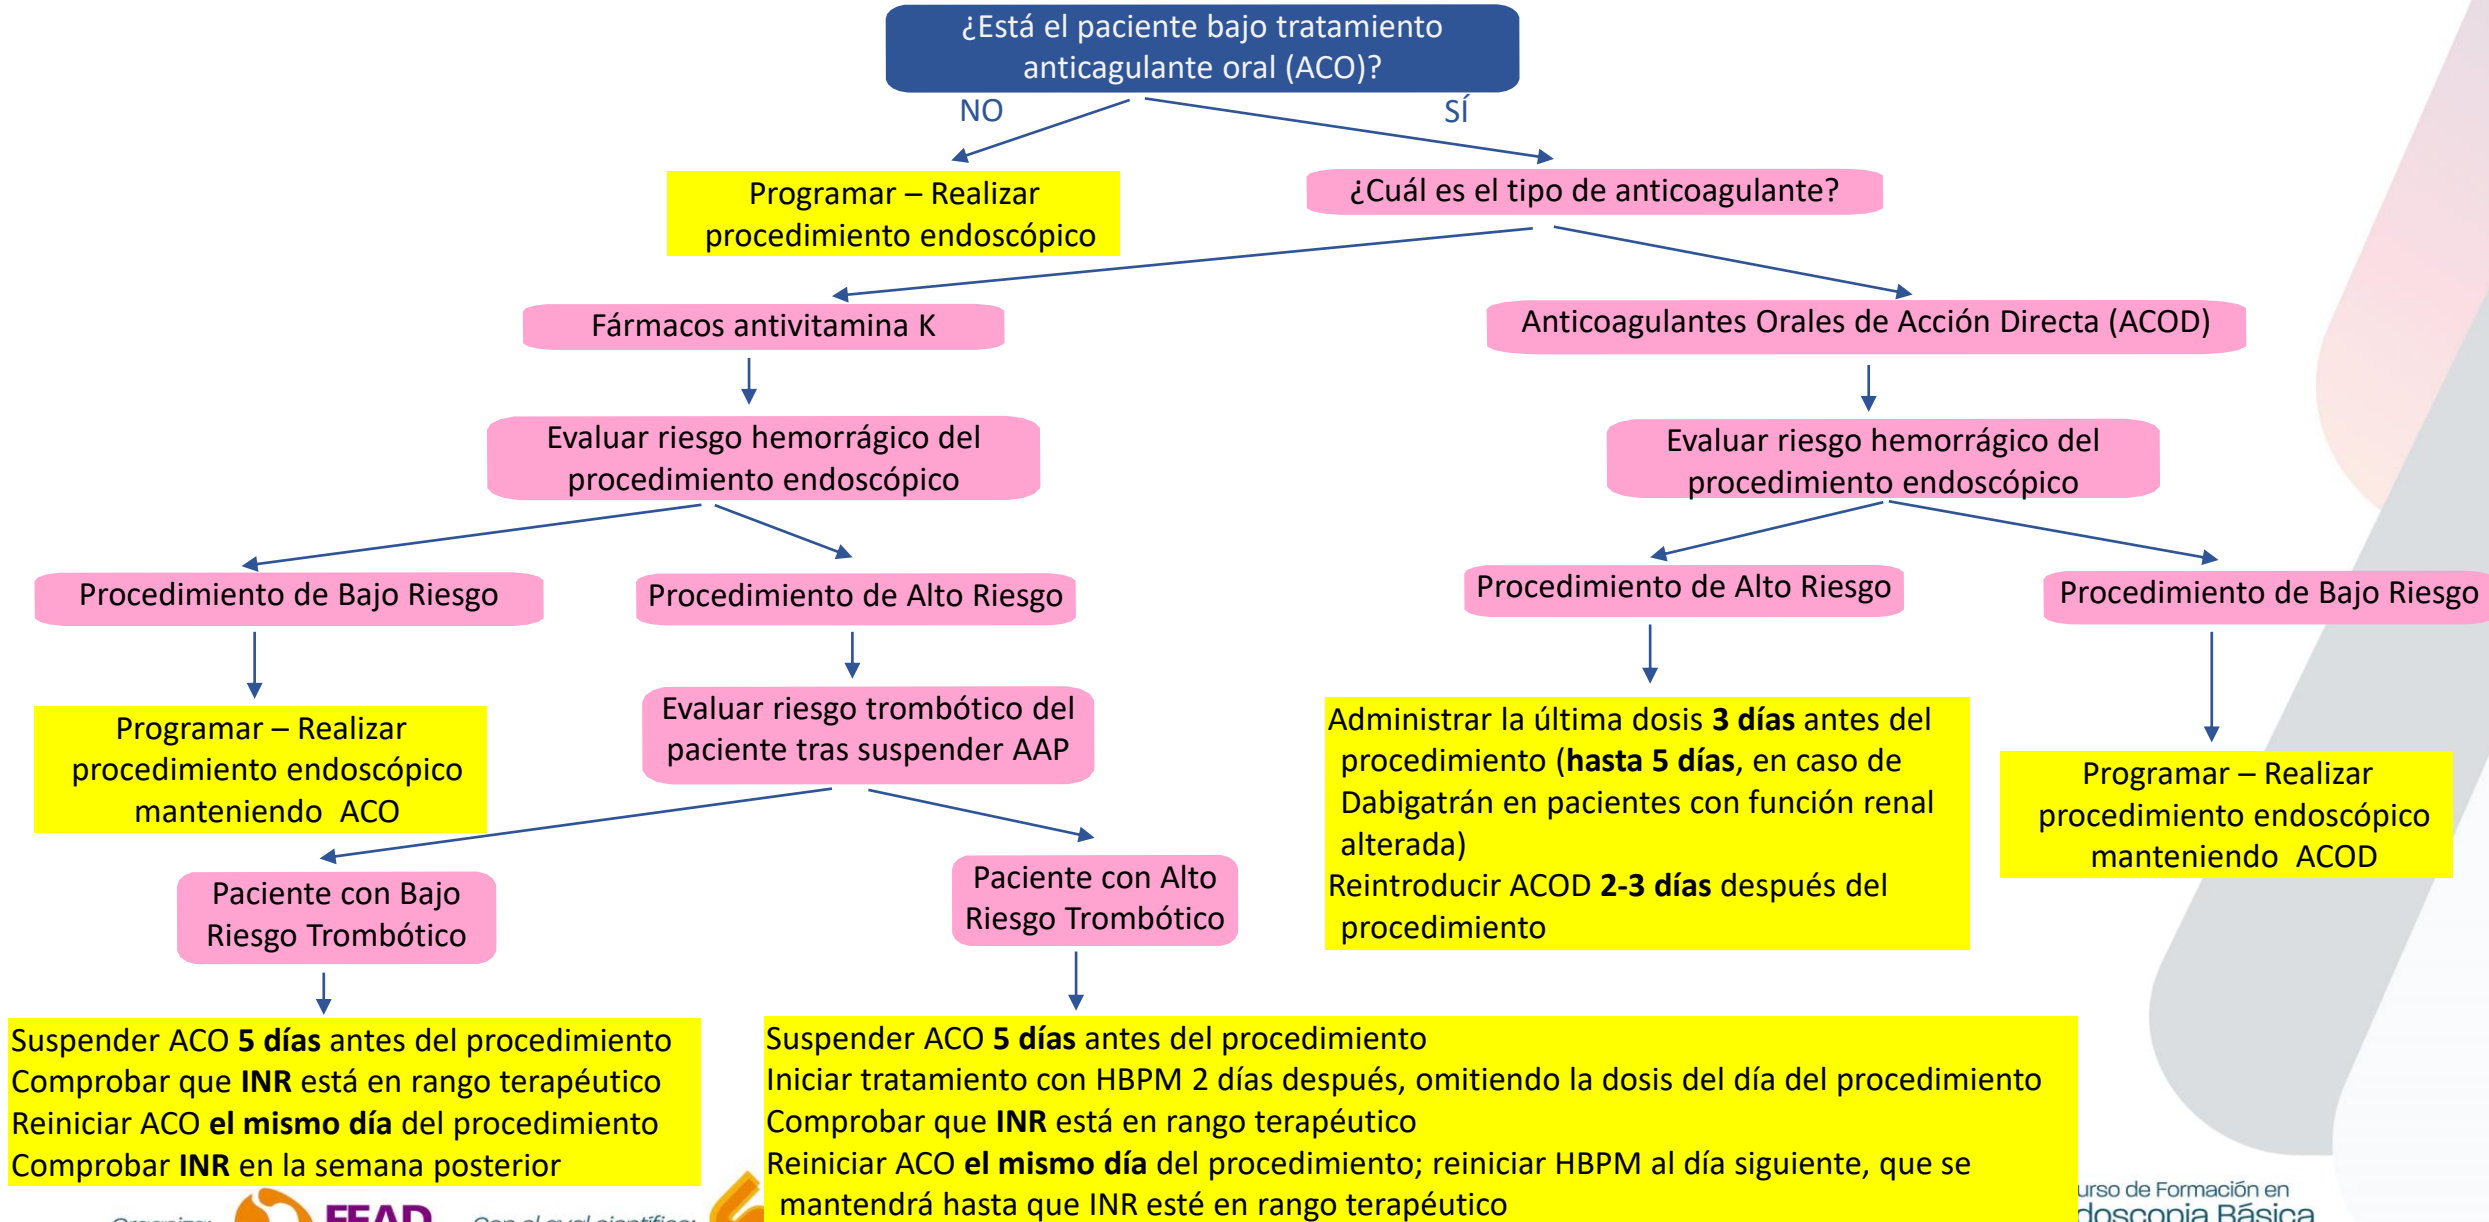 ¿Está el paciente bajo tratamiento
anticagulante oral (ACO)?
NO
SÍ
Programar – Realizar
procedimiento endoscópico
¿Cuál es el tipo de anticoagulante?
Fármacos antivitamina K
Anticoagulantes Orales de Acción Directa (ACOD)
Evaluar riesgo hemorrágico del
procedimiento endoscópico
Evaluar riesgo hemorrágico del
procedimiento endoscópico
Procedimiento de Bajo Riesgo
Procedimiento de Alto Riesgo
Procedimiento de Alto Riesgo
Procedimiento de Bajo Riesgo
Programar – Realizar
procedimiento endoscópico
manteniendo ACO
Evaluar riesgo trombótico del
paciente tras suspender AAP
Administrar la última dosis 3 días antes del
procedimiento (hasta 5 días, en caso de
Dabigatrán en pacientes con función renal
alterada)
Reintroducir ACOD 2-3 días después del
procedimiento
Programar – Realizar
procedimiento endoscópico
manteniendo ACOD
Paciente con Bajo
Riesgo Trombótico
Paciente con Alto
Riesgo Trombótico
Suspender ACO 5 días antes del procedimiento
Comprobar que INR está en rango terapéutico
Reiniciar ACO el mismo día del procedimiento
Comprobar INR en la semana posterior
Suspender ACO 5 días antes del procedimiento
Iniciar tratamiento con HBPM 2 días después, omitiendo la dosis del día del procedimiento
Comprobar que INR está en rango terapéutico
Reiniciar ACO el mismo día del procedimiento; reiniciar HBPM al día siguiente, que se
mantendrá hasta que INR esté en rango terapéutico
FEAD
Con el aval científico:
urso de Formación en
doscopia Básica